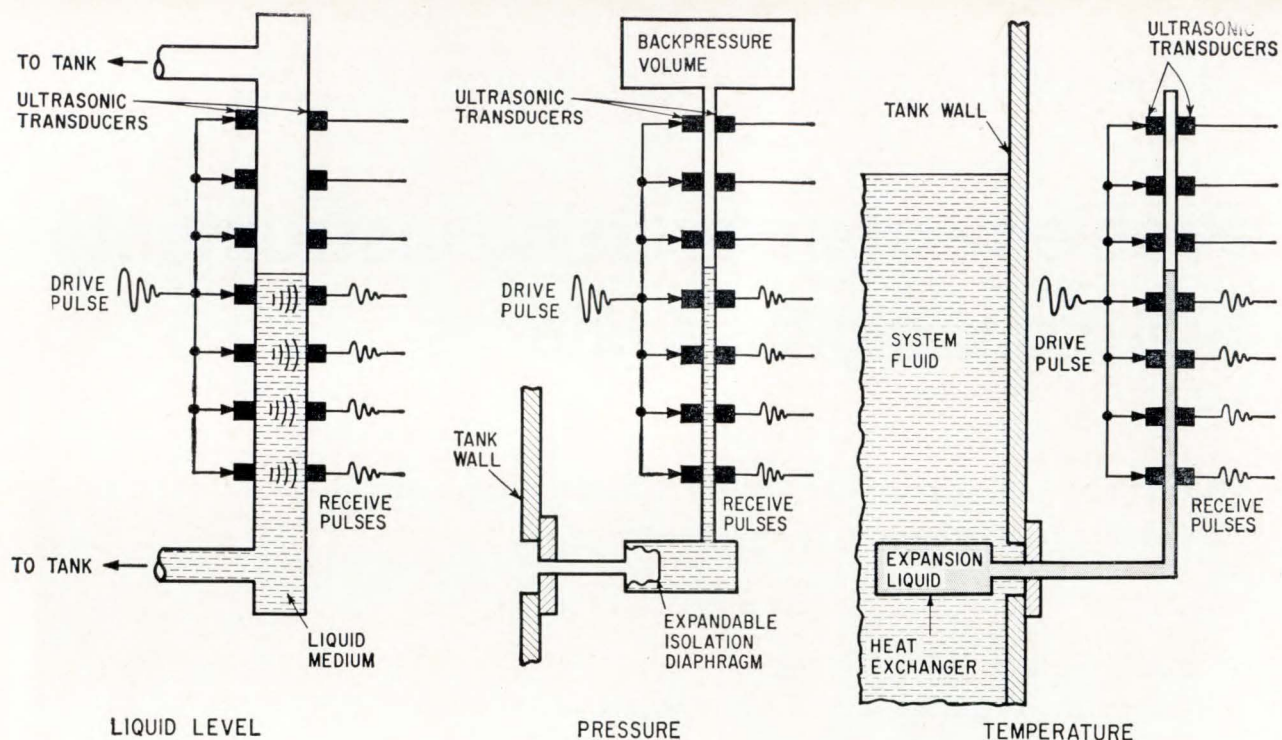 TO TANK
ULTRASONIC
TRANSDUCERS
DRIVE
PULSE
RECEIVE
PULSES
TO TANK
LIQUID
MEDIUM
LIQUID LEVEL
BACKPRESSURE
VOLUME
ULTRASONIC
TRANSDUCERS
DRIVE
PULSE
TANK
WALL
RECEIVE
PULSES
EXPANDABLE
ISOLATION
DIAPHRAGM
PRESSURE
ULTRASONIC
TRANSDUCERS
TANK WALL
DRIVE
PULSE
SYSTEM
FLUID
RECEIVE
PULSES
EXPANSION
LIQUID
HEAT
EXCHANGER
TEMPERATURE